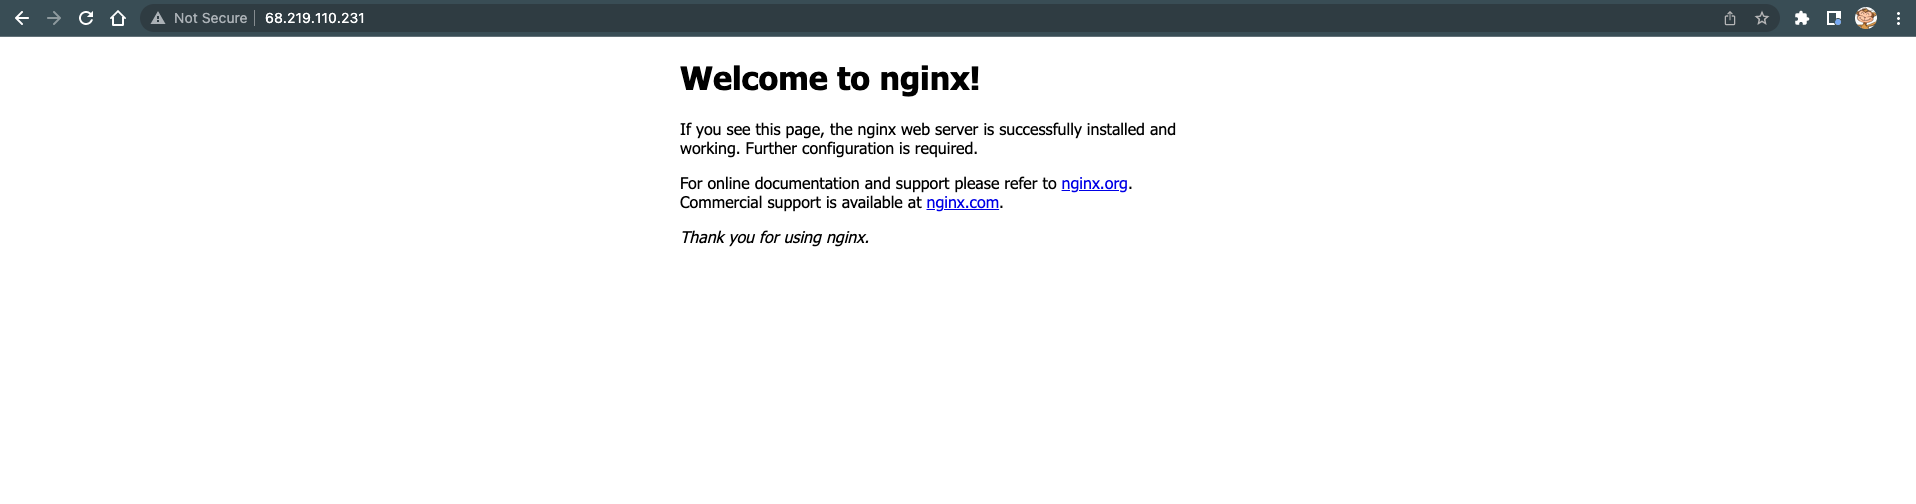 Not Secure 68.219.110.231
Welcome to nginx!
If you see this page, the nginx web server is successfully installed and
working. Further configuration is required.
For online documentation and support please refer to nginx.org.
Commercial support is available at nginx.com.
Thank you for using nginx.